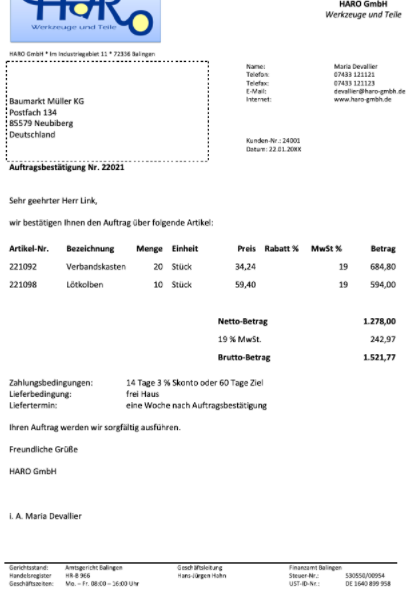 HARO
Werkzeuge und Teile
HARO GmbH
Werkzeuge und Teile
HARO GmbH * Im Industriegebiet 11 * 72336 Balingen
Name: Maria Devallier
Telefon: 07433 121121
Telefax: 07433 121123
E-Mail: devallier@haro-gmbh.de
Internet: www.haro-gmbh.de
Baumarkt Müller KG
Postfach 134
85579 Neubiberg
Deutschland
Kunden-Nr.: 24001
Datum: 22.01.20XX
Auftragsbestätigung Nr. 22021
Sehr geehrter Herr Link,
wir bestätigen Ihnen den Auftrag über folgende Artikel:
Artikel-Nr. Bezeichnung Menge Einheit Preis Rabatt % MwSt % Betrag
221092 Verbandskasten 20 Stück 34,24 19 684,80
221098 Lötkolben 10 Stück 59,40 19 594,00
Netto-Betrag 1.278,00
19 % MwSt. 242,97
Brutto-Betrag 1.521,77
Zahlungsbedingungen: 14 Tage 3 % Skonto oder 60 Tage Ziel
Lieferbedingung: frei Haus
Liefertermin: eine Woche nach Auftragsbestätigung
Ihren Auftrag werden wir sorgfältig ausführen.
Freundliche Grüße
HARO GmbH
i. A. Maria Devallier
Gerichtsstand: Amtsgericht Balingen Geschäftsleitung Finanzamt Balingen
Handelsregister HR-B 966 Hans-Jürgen Hahn Steuer-Nr.: 530550/00954
Geschäftszeiten: Mo. – Fr. 08:00 – 16:00 Uhr UST-ID-Nr.: DE 1640 899 958